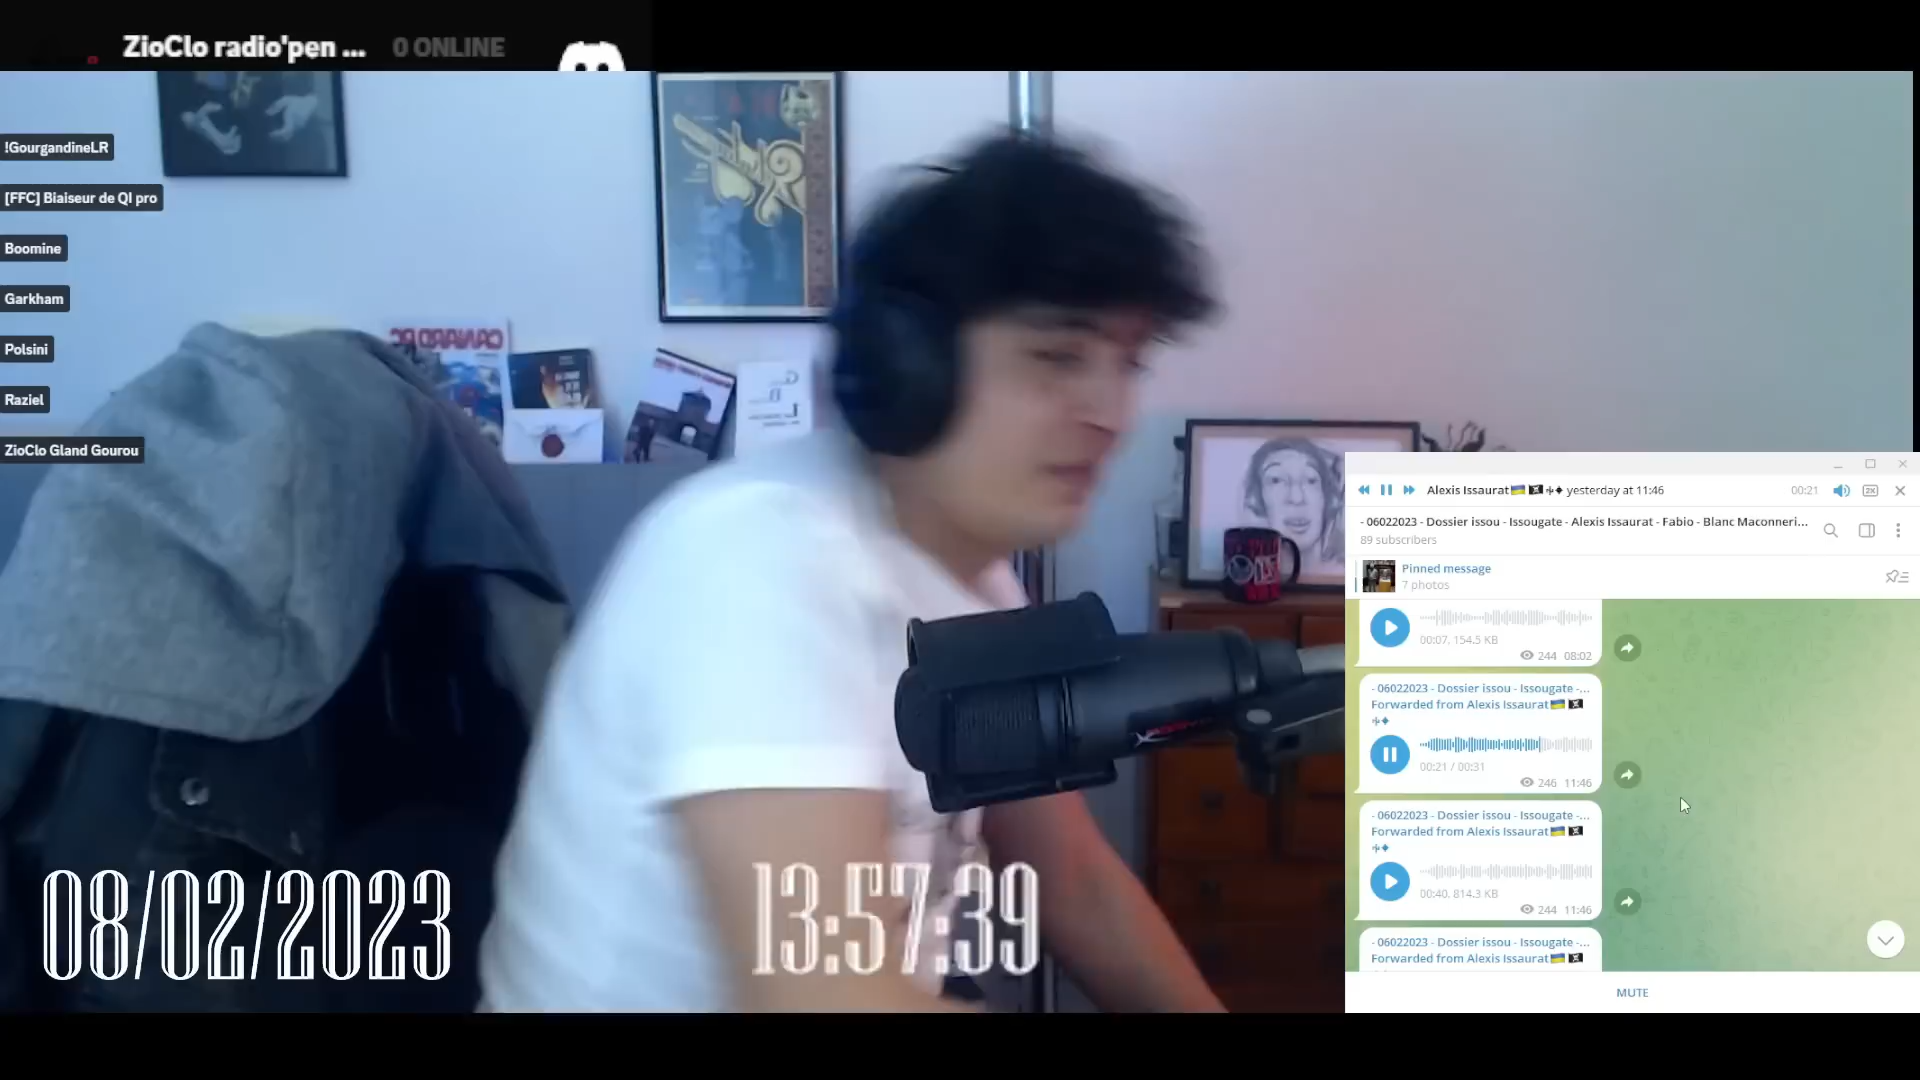 ZioClo radio'pen ... 0 ONLINE
!GourgandineLR
[FFC] Biaiseur de QI pro
Boomine
Garkham
Polsini
Raziel
ZioClo Gland Gourou
CANARD PC
08/02/2023
13:57:39
Alexis Issaurat yesterday at 11:46 00:21 2X
- 06022023 - Dossier issou - Issougate - Alexis Issaurat - Fabio - Blanc Maconneri...
89 subscribers
Pinned message
7 photos
00:07, 154.5 KB
244 08:02
- 06022023 - Dossier issou - Issougate -...
Forwarded from Alexis Issaurat
00:21 / 00:31
246 11:46
- 06022023 - Dossier issou - Issougate -...
Forwarded from Alexis Issaurat
00:40, 814.3 KB
244 11:46
- 06022023 - Dossier issou - Issougate -...
Forwarded from Alexis Issaurat
MUTE